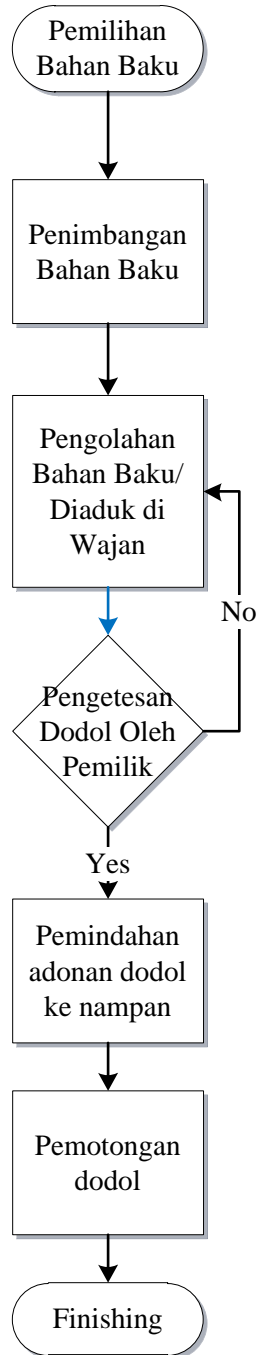 Pemilihan
Bahan Baku
Penimbangan
Bahan Baku
Pengolahan
Bahan Baku/
Diaduk di
Wajan
No
Pengetesan
Dodol Oleh
Pemilik
Yes
Pemindahan
adonan dodol
ke nampan
Pemotongan
dodol
Finishing